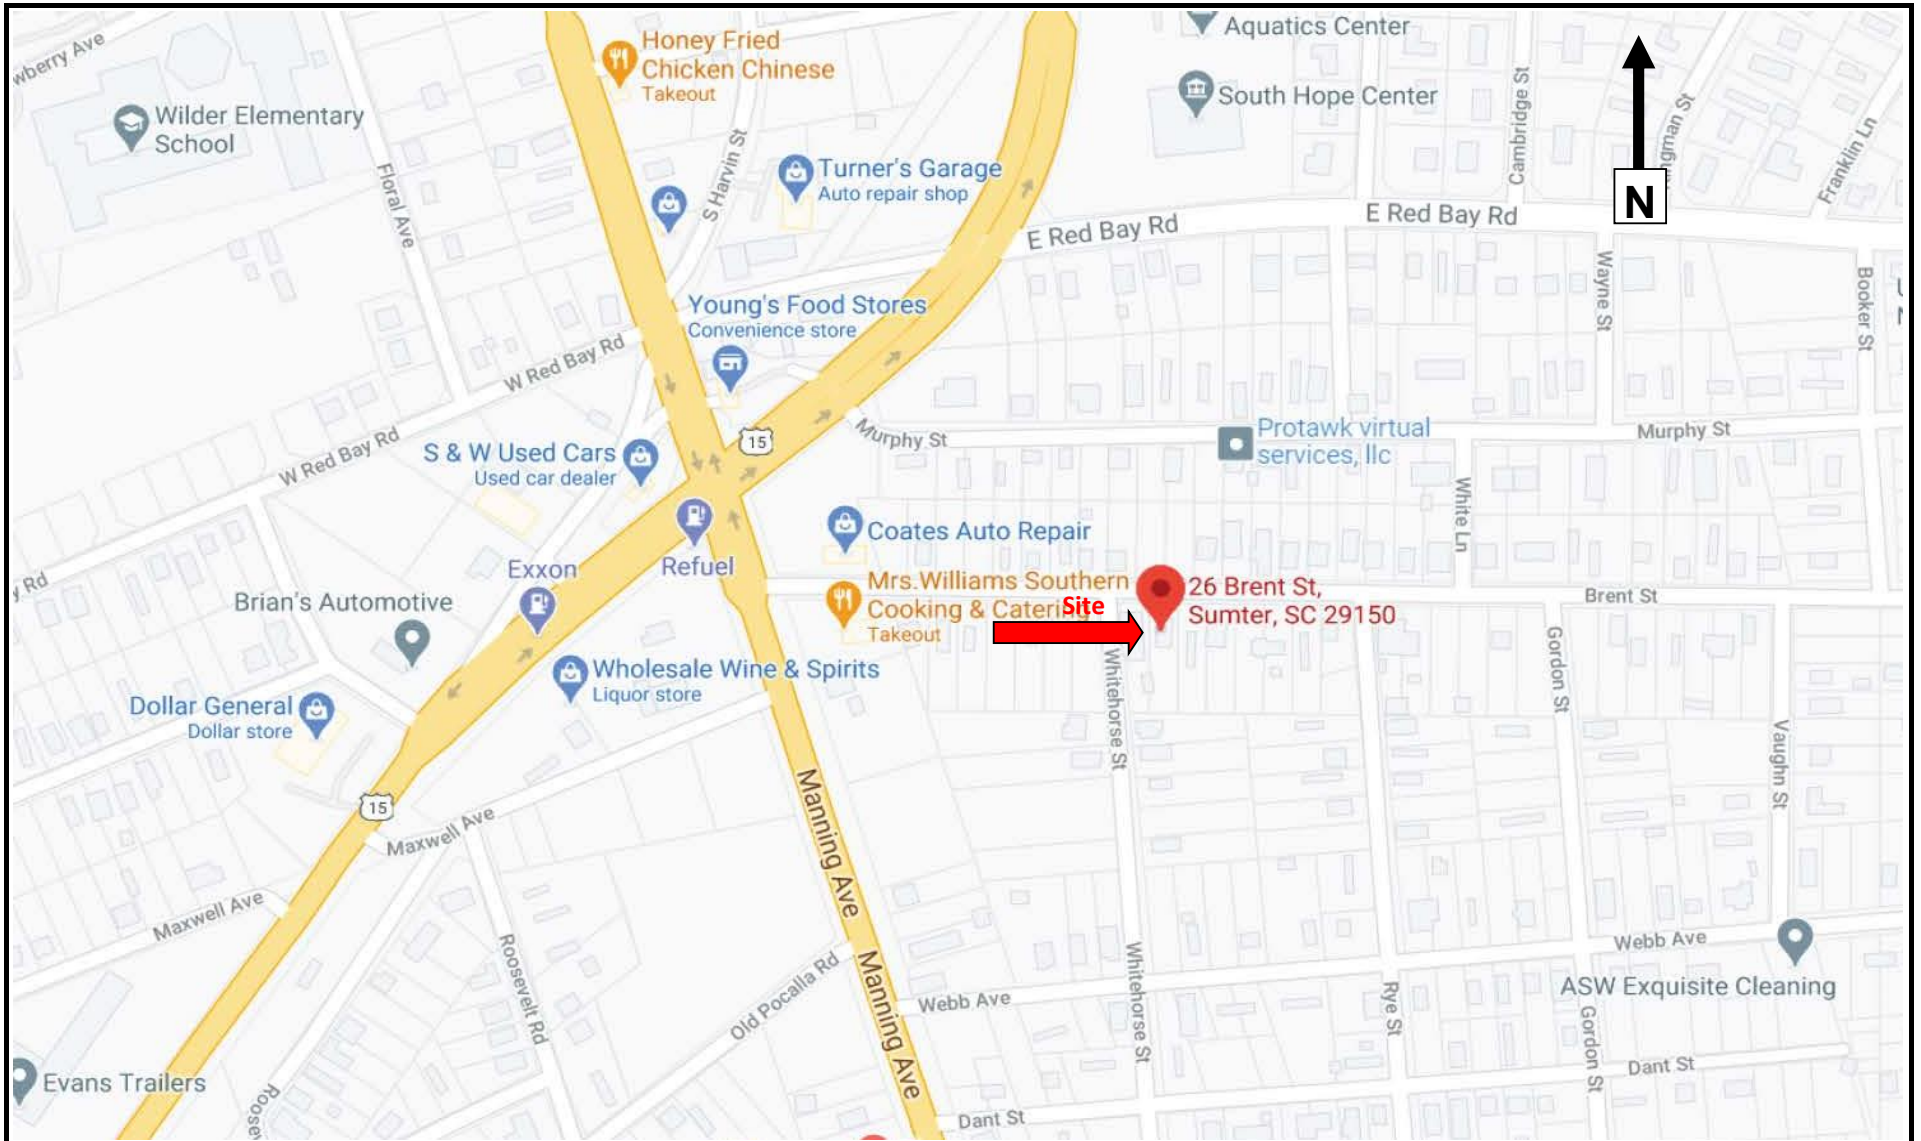 Aquatics Center
Honey Fried
Chicken Chinese
Takeout
wberry Ave
Wilder Elementary
School
South Hope Center
Cambridge St
ngman St
Franklin Ln
N
Floral Ave
S Harvin St
Turner's Garage
Auto repair shop
E Red Bay Rd
E Red Bay Rd
Wayne St
Booker St
Young's Food Stores
Convenience store
W Red Bay Rd
W Red Bay Rd
15
Murphy St
Murphy St
Protawk virtual
services, llc
S & W Used Cars
Used car dealer
White Ln
Coates Auto Repair
Refuel
Exxon
y Rd
Brian's Automotive
Mrs.Williams Southern
Cooking & Catering
Takeout
Site
26 Brent St,
Sumter, SC 29150
Brent St
Gordon St
Whitehorse St
Wholesale Wine & Spirits
Liquor store
Dollar General
Dollar store
Vaughn St
15
Maxwell Ave
Maxwell Ave
Manning Ave
Manning Ave
Roosevelt Rd
Old Pocalla Rd
Webb Ave
Webb Ave
Whitehorse St
Rye St
Gordon St
ASW Exquisite Cleaning
Evans Trailers
Roosev
Dant St
Dant St